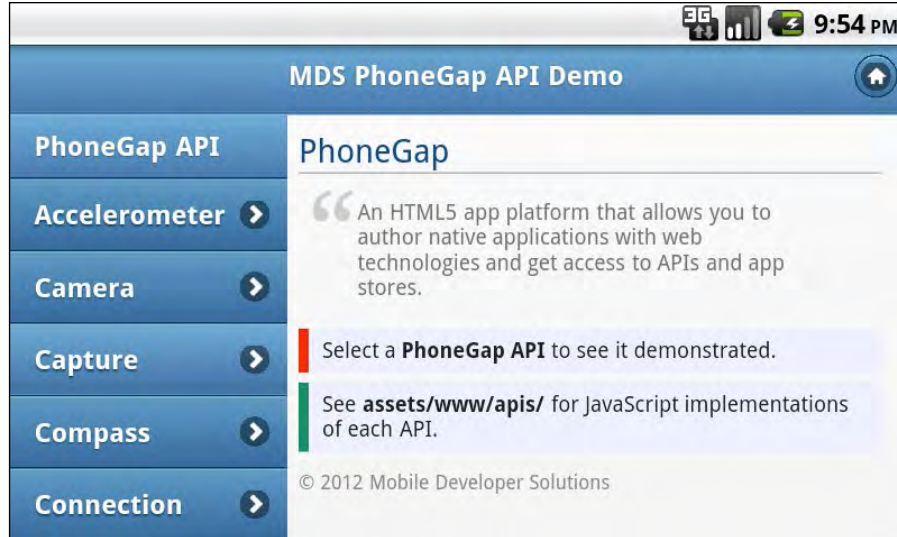 3G 9:54 PM
MDS PhoneGap API Demo
PhoneGap API
Accelerometer
Camera
Capture
Compass
Connection
PhoneGap
“ An HTML5 app platform that allows you to
author native applications with web
technologies and get access to APIs and app
stores.
Select a PhoneGap API to see it demonstrated.
See assets/www/apis/ for JavaScript implementations
of each API.
© 2012 Mobile Developer Solutions